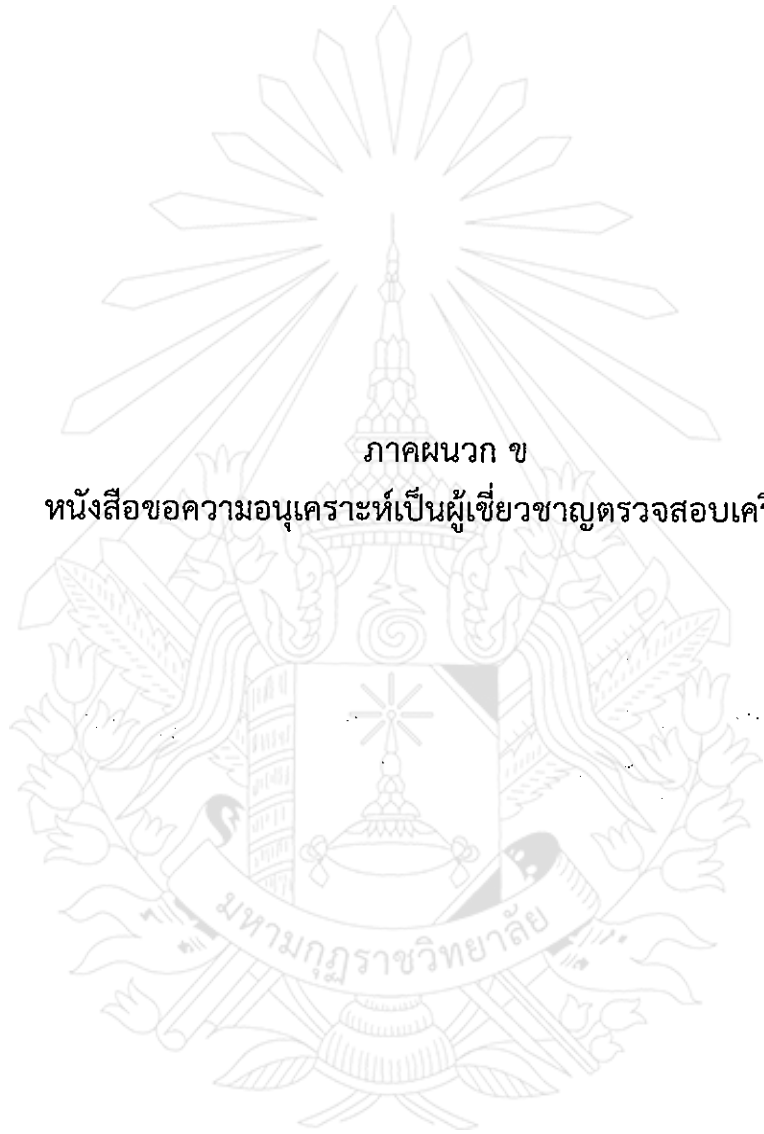 ภาคผนวก ข
หนังสือขอความอนุเคราะห์เป็นผู้เชี่ยวชาญตรวจสอบ
มหามกุฏราชวิทยาลัย